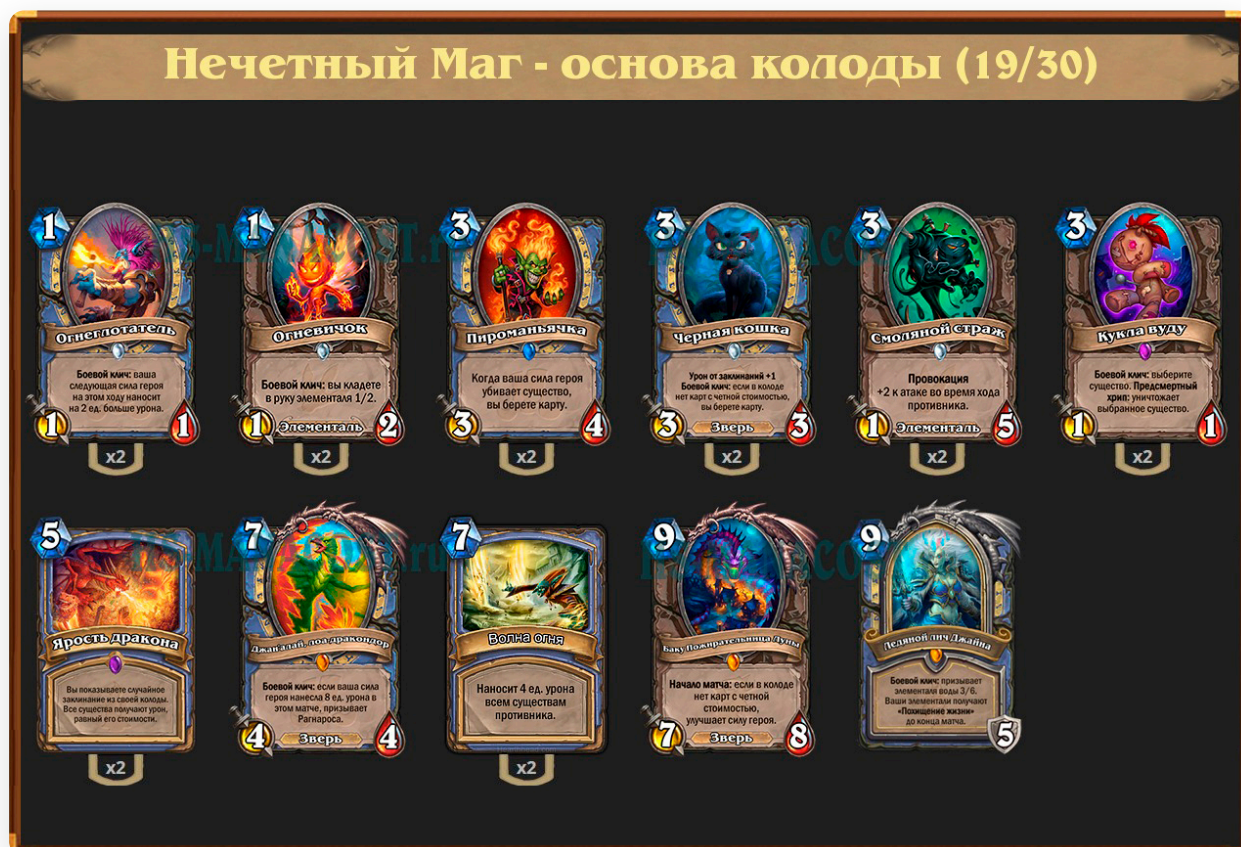 Нечетный Маг - основа колоды (19/30)
1
Огнеглотатель
Боевой клич: ваша
следующая сила героя
на этом ходу наносит
на 2 ед. больше урона.
1
1
x2
1
Огневичок
Боевой клич: вы кладете
в руку элементаля 1/2.
1
Элементаль
2
x2
3
Пироманьячка
Когда ваша сила героя
убивает существо,
вы берете карту.
3
4
x2
3
Черная кошка
Урон от заклинаний +1
Боевой клич: если в колоде
нет карт с четной стоимостью,
вы берете карту.
3
Зверь
3
x2
3
Смоляной страж
Провокация
+2 к атаке во время хода
противника.
1
Элементаль
5
x2
3
Кукла вуду
Боевой клич: выберите
существо. Предсмертный
хрип: уничтожает
выбранное существо.
1
1
x2
5
Ярость дракона
Вы показываете случайное
заклинание из своей колоды.
Все существа получают урон,
равный его стоимости.
x2
7
Джан'алай, лоа-дракондор
Боевой клич: если ваша сила
героя нанесла 8 ед. урона в
этом матче, призывает
Рагнароса.
4
Зверь
4
7
Волна огня
Наносит 4 ед. урона
всем существам
противника.
x2
9
Баку Пожирательница Луны
Начало матча: если в колоде
нет карт с четной
стоимостью,
улучшает силу героя.
7
Зверь
8
9
Ледяной лич Джайна
Боевой клич: призывает
элементаля воды 3/6.
Ваши элементали получают
«Похищение жизни»
до конца матча.
5